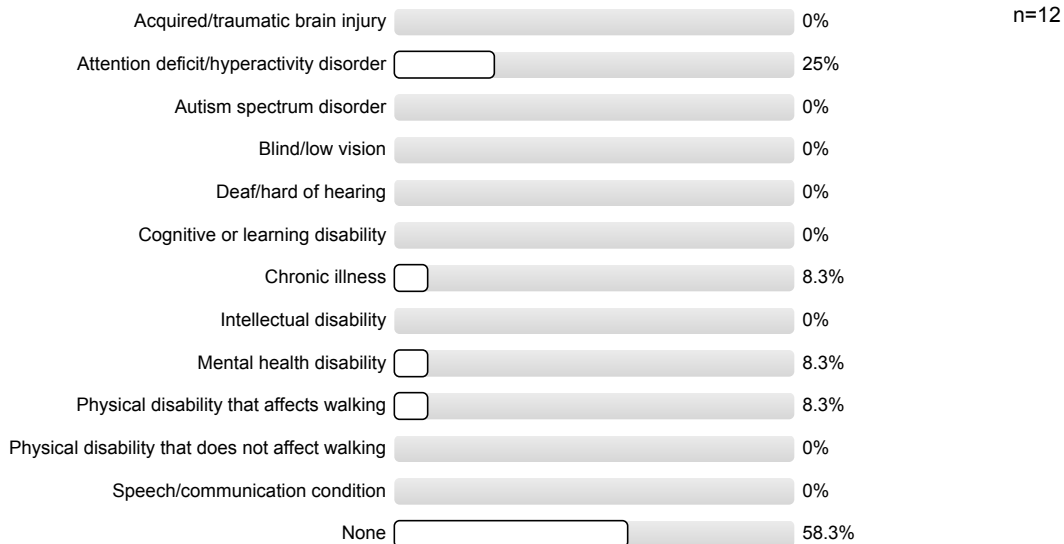 Acquired/traumatic brain injury 0% n=12
Attention deficit/hyperactivity disorder 25%
Autism spectrum disorder 0%
Blind/low vision 0%
Deaf/hard of hearing 0%
Cognitive or learning disability 0%
Chronic illness 8.3%
Intellectual disability 0%
Mental health disability 8.3%
Physical disability that affects walking 8.3%
Physical disability that does not affect walking 0%
Speech/communication condition 0%
None 58.3%